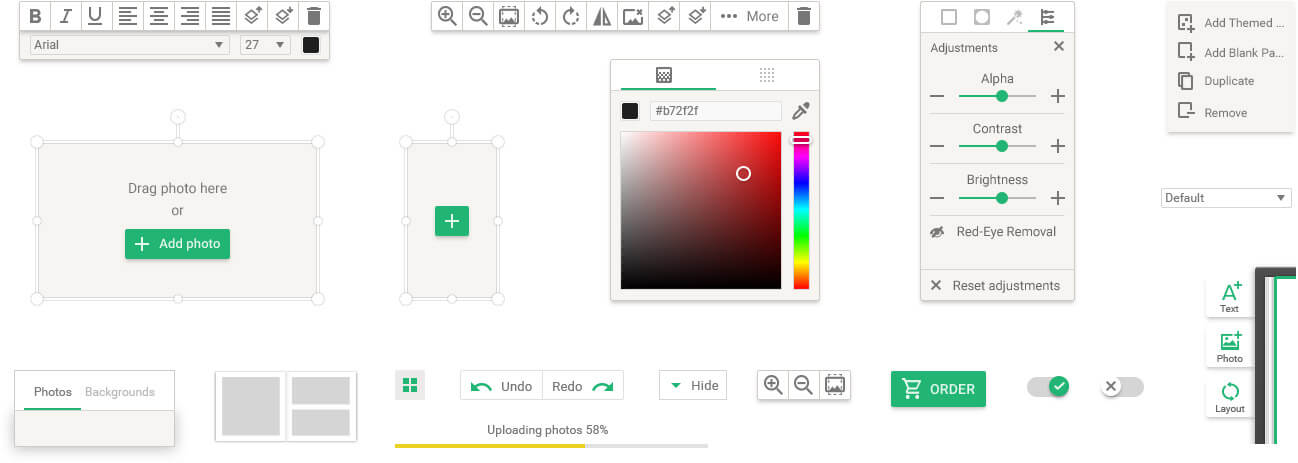 B I U
Arial 27
More
Adjustments
Alpha
Contrast
Brightness
Red-Eye Removal
Reset adjustments
Add Themed ...
Add Blank Pa...
Duplicate
Remove
#b72f2f
Drag photo here
or
Add photo
Default
Text
Photo
Layout
Photos Backgrounds
Undo Redo
Hide
ORDER
Uploading photos 58%